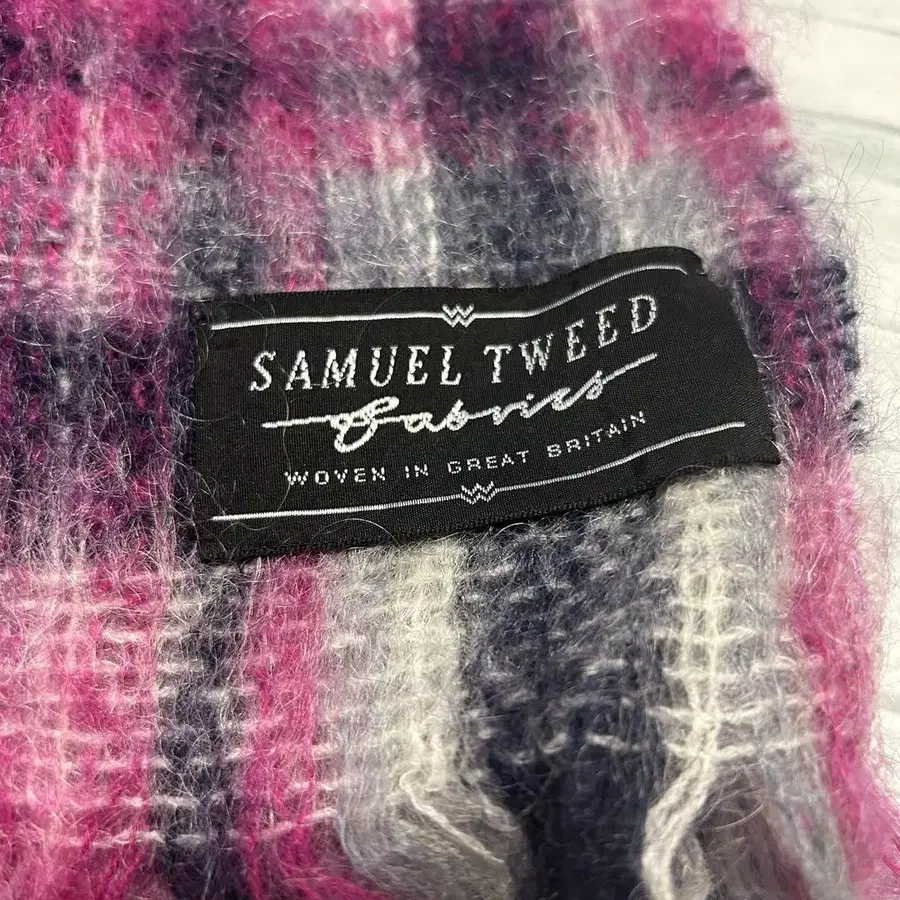 SAMUEL TWEED
Fabrics
WOVEN IN GREAT BRITAIN